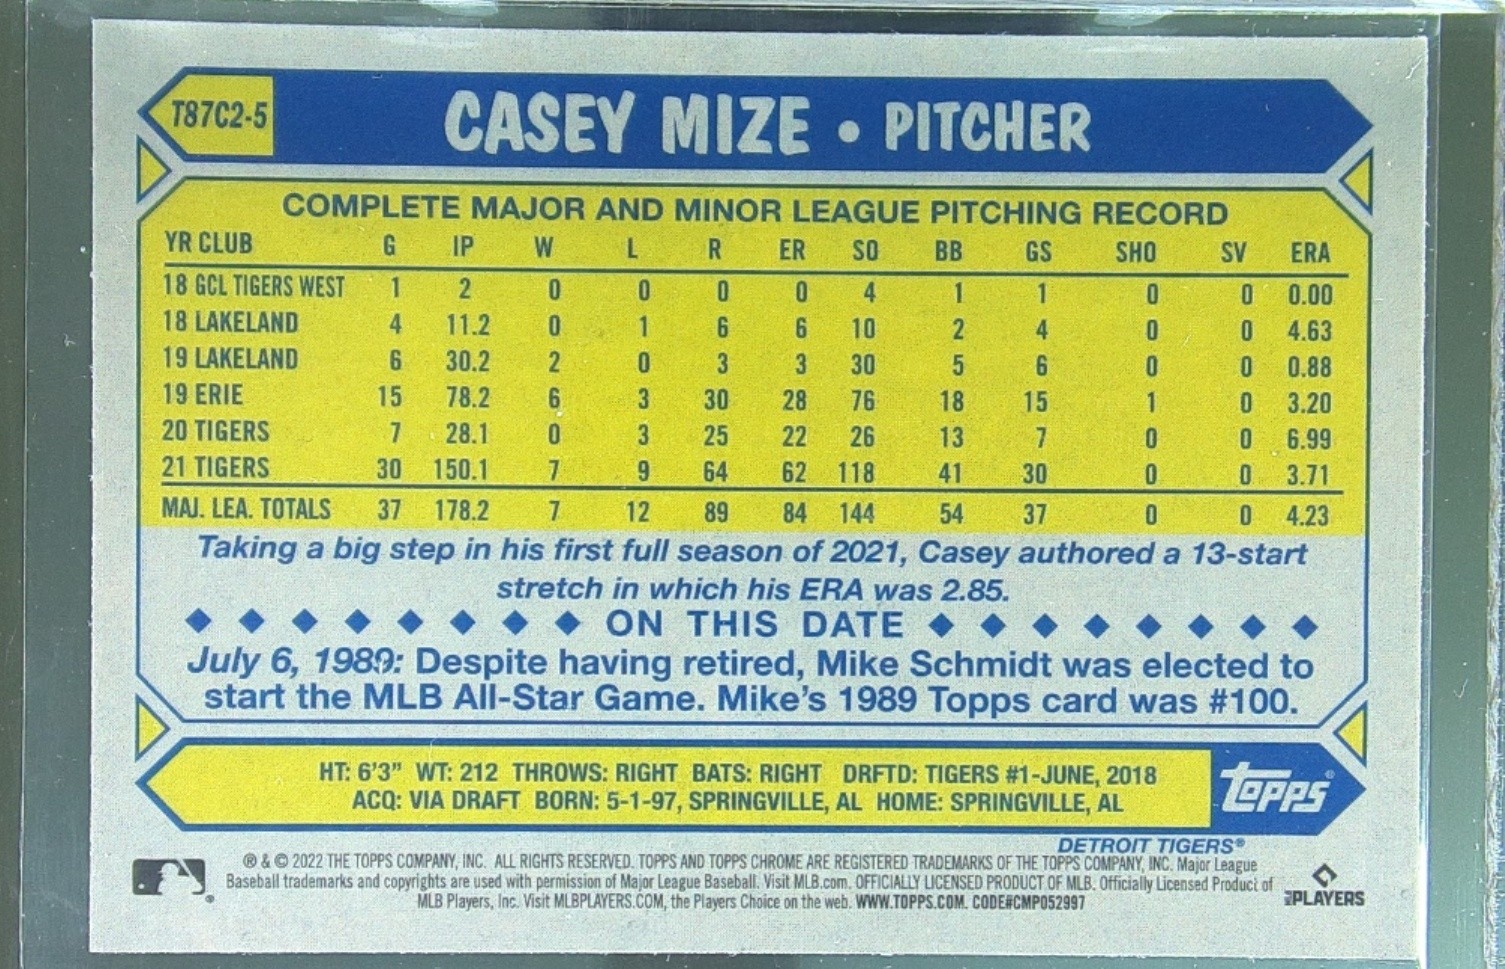 T87C2-5
CASEY MIZE • PITCHER
COMPLETE MAJOR AND MINOR LEAGUE PITCHING RECORD
YR CLUB G IP W L R ER SO BB GS SHO SV ERA
18 GCL TIGERS WEST 1 2 0 0 0 0 4 1 1 0 0 0.00
18 LAKELAND 4 11.2 0 1 6 6 10 2 4 0 0 4.63
19 LAKELAND 6 30.2 2 0 3 3 30 5 6 0 0 0.88
19 ERIE 15 78.2 6 3 30 28 76 18 15 1 0 3.20
20 TIGERS 7 28.1 0 3 25 22 26 13 7 0 0 6.99
21 TIGERS 30 150.1 7 9 64 62 118 41 30 0 0 3.71
MAJ. LEA. TOTALS 37 178.2 7 12 89 84 144 54 37 0 0 4.23
Taking a big step in his first full season of 2021, Casey authored a 13-start
stretch in which his ERA was 2.85.
◆ ◆ ◆ ◆ ◆ ◆ ◆ ◆ ON THIS DATE ◆ ◆ ◆ ◆ ◆ ◆ ◆ ◆
July 6, 1989: Despite having retired, Mike Schmidt was elected to
start the MLB All-Star Game. Mike's 1989 Topps card was #100.
HT: 6'3" WT: 212 THROWS: RIGHT BATS: RIGHT DRFTD: TIGERS #1-JUNE, 2018
ACQ: VIA DRAFT BORN: 5-1-97, SPRINGVILLE, AL HOME: SPRINGVILLE, AL
topps®
DETROIT TIGERS®
® & © 2022 THE TOPPS COMPANY, INC. ALL RIGHTS RESERVED. TOPPS AND TOPPS CHROME ARE REGISTERED TRADEMARKS OF THE TOPPS COMPANY, INC. Major League
Baseball trademarks and copyrights are used with permission of Major League Baseball. Visit MLB.com. OFFICIALLY LICENSED PRODUCT OF MLB. Officially Licensed Product of
MLB Players, Inc. Visit MLBPLAYERS.COM, the Players Choice on the web. WWW.TOPPS.COM. CODE#CMP052997
PLAYERS